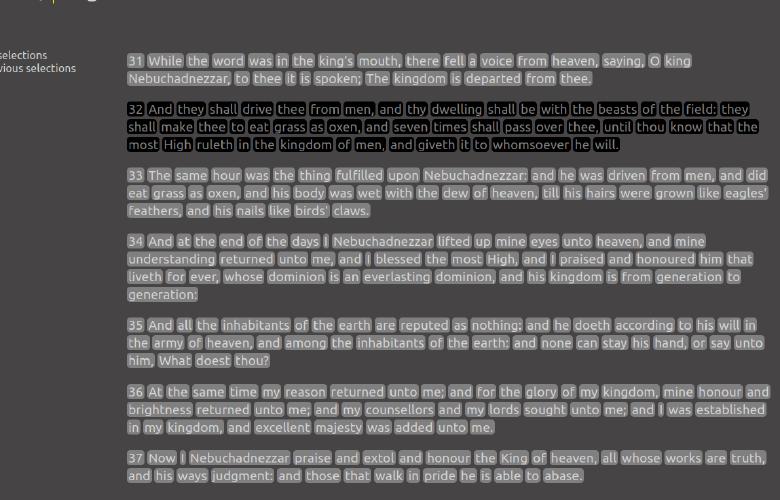 selections
vious selections
31 While the word was in the king's mouth, there fell a voice from heaven, saying, O king
Nebuchadnezzar, to thee it is spoken; The kingdom is departed from thee.
32 And they shall drive thee from men, and thy dwelling shall be with the beasts of the field: they
shall make thee to eat grass as oxen, and seven times shall pass over thee, until thou know that the
most High ruleth in the kingdom of men, and giveth it to whomsoever he will.
33 The same hour was the thing fulfilled upon Nebuchadnezzar: and he was driven from men, and did
eat grass as oxen, and his body was wet with the dew of heaven, till his hairs were grown like eagles'
feathers, and his nails like birds' claws.
34 And at the end of the days I Nebuchadnezzar lifted up mine eyes unto heaven, and mine
understanding returned unto me, and I blessed the most High, and I praised and honoured him that
liveth for ever, whose dominion is an everlasting dominion, and his kingdom is from generation to
generation:
35 And all the inhabitants of the earth are reputed as nothing: and he doeth according to his will in
the army of heaven, and among the inhabitants of the earth: and none can stay his hand, or say unto
him, What doest thou?
36 At the same time my reason returned unto me; and for the glory of my kingdom, mine honour and
brightness returned unto me; and my counsellors and my lords sought unto me; and I was established
in my kingdom, and excellent majesty was added unto me.
37 Now I Nebuchadnezzar praise and extol and honour the King of heaven, all whose works are truth,
and his ways judgment: and those that walk in pride he is able to abase.